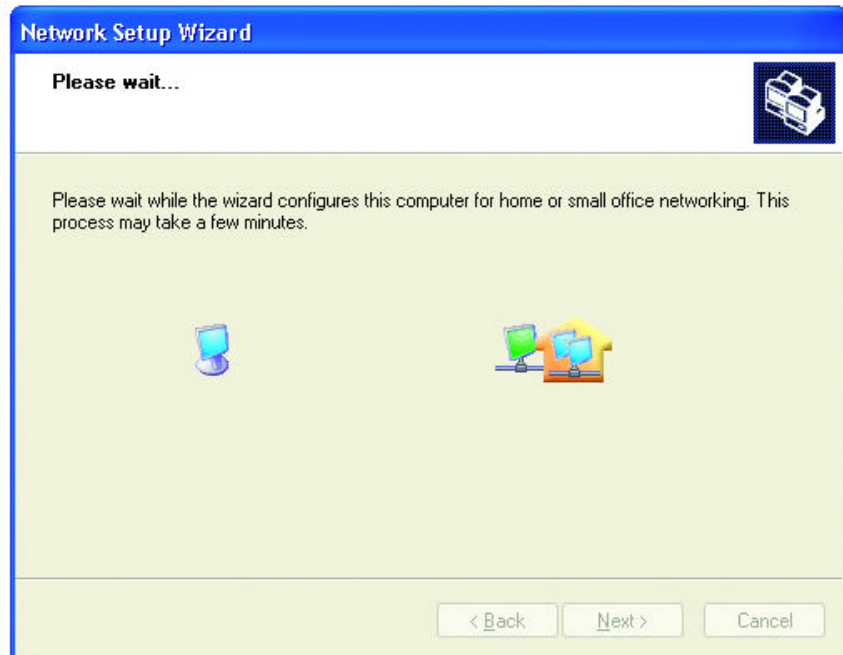 Network Setup Wizard
Please wait...
Please wait while the wizard configures this computer for home or small office networking. This
process may take a few minutes.
< Back
Next >
Cancel